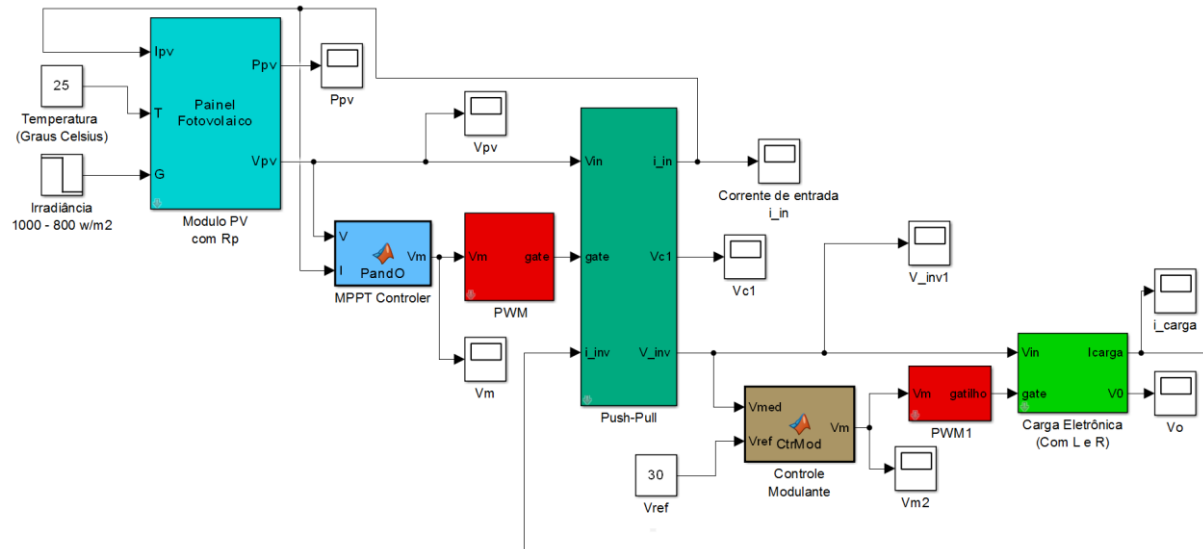 Ipv
Ppv
Painel
Fotovolaico
T
Vpv
G
25
Temperatura
(Graus Celsius)
Irradiância
1000 - 800 w/m2
Modulo PV
com Rp
Ppv
Vpv
V
I
PandO
Vm
MPPT Controler
Vm
gate
PWM
Vm
Vin
gate
i_inv
i_in
Vc1
V_inv
Push-Pull
Corrente de entrada
i_in
Vc1
V_inv1
Vmed
Vref
CtrMod
Vm
Controle
Modulante
30
Vref
Vm
gatilho
PWM1
Vm2
Vin
gate
Icarga
V0
Carga Eletrônica
(Com L e R)
i_carga
Vo